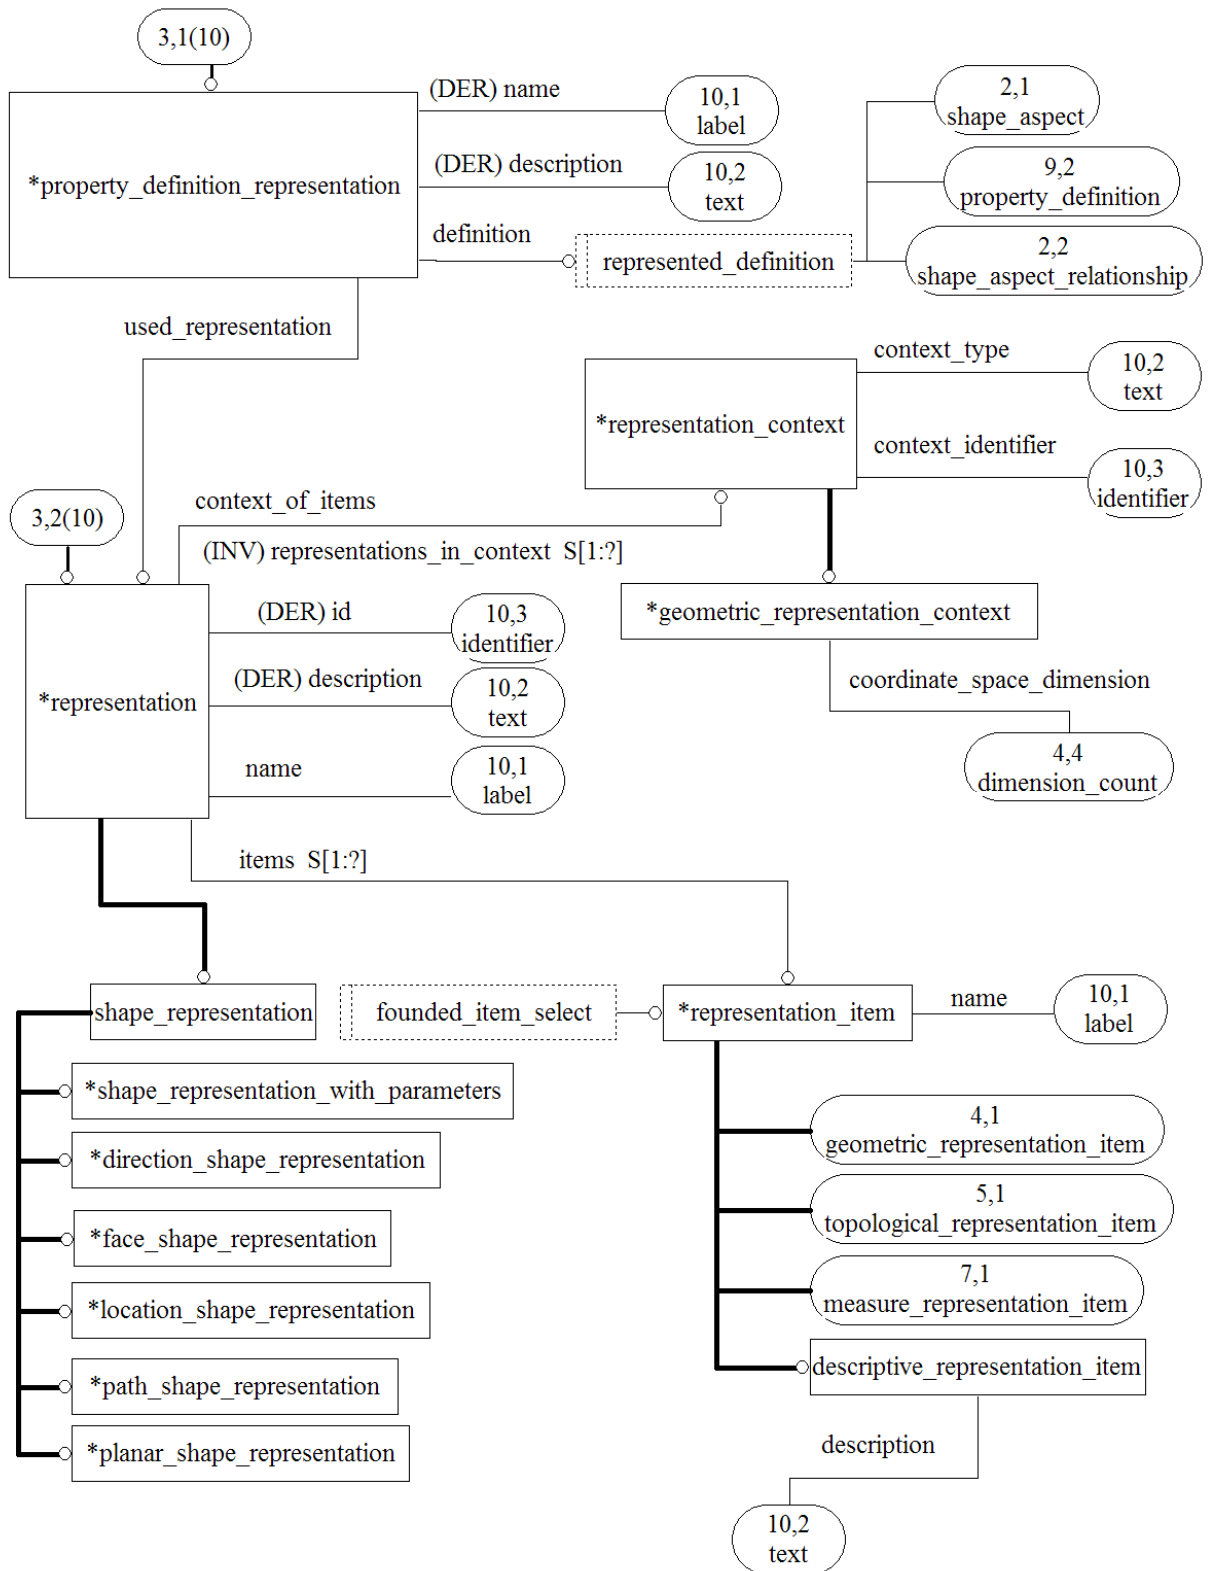 3,1(10)
*property_definition_representation
(DER) name
10,1
label
(DER) description
10,2
text
definition
represented_definition
2,1
shape_aspect
9,2
property_definition
2,2
shape_aspect_relationship
used_representation
*representation_context
context_type
10,2
text
context_identifier
10,3
identifier
3,2(10)
context_of_items
(INV) representations_in_context S[1:?]
*geometric_representation_context
coordinate_space_dimension
4,4
dimension_count
*representation
(DER) id
10,3
identifier
(DER) description
10,2
text
name
10,1
label
items S[1:?]
shape_representation
founded_item_select
*representation_item
name
10,1
label
*shape_representation_with_parameters
*direction_shape_representation
*face_shape_representation
*location_shape_representation
*path_shape_representation
*planar_shape_representation
4,1
geometric_representation_item
5,1
topological_representation_item
7,1
measure_representation_item
descriptive_representation_item
description
10,2
text